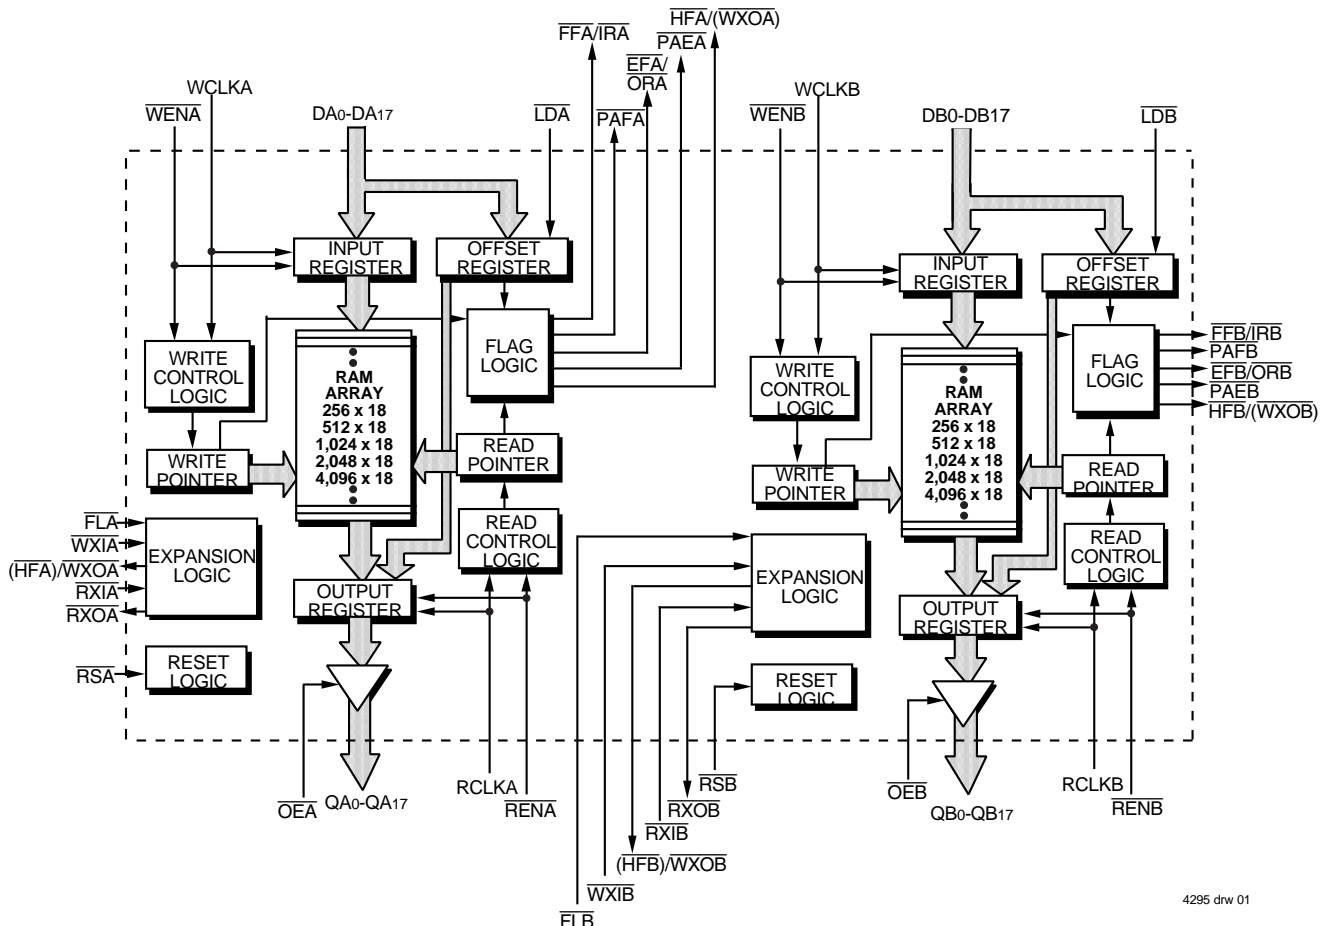 HFA/(WXOA)
FFA/IRA
PAEA
EFA/
ORA
WCLKA
WCLKB
WENA
DA0-DA17
LDA
PAFA
WENB
DB0-DB17
LDB
INPUT
REGISTER
OFFSET
REGISTER
INPUT
REGISTER
OFFSET
REGISTER
WRITE
CONTROL
LOGIC
RAM
ARRAY
256 x 18
512 x 18
1,024 x 18
2,048 x 18
4,096 x 18
FLAG
LOGIC
WRITE
CONTROL
LOGIC
RAM
ARRAY
256 x 18
512 x 18
1,024 x 18
2,048 x 18
4,096 x 18
FLAG
LOGIC
FFB/IRB
PAFB
EFB/ORB
PAEB
HFB/(WXOB)
WRITE
POINTER
READ
POINTER
WRITE
POINTER
READ
POINTER
FLA
WXIA
(HFA)/WXOA
RXIA
RXOA
EXPANSION
LOGIC
READ
CONTROL
LOGIC
EXPANSION
LOGIC
READ
CONTROL
LOGIC
OUTPUT
REGISTER
OUTPUT
REGISTER
RSA
RESET
LOGIC
RESET
LOGIC
OEA
QA0-QA17
RCLKA
RENA
RSB
RXOB
RXIB
(HFB)/WXOB
WXIB
FLB
OEB
QB0-QB17
RCLKB
RENB
4295 drw 01